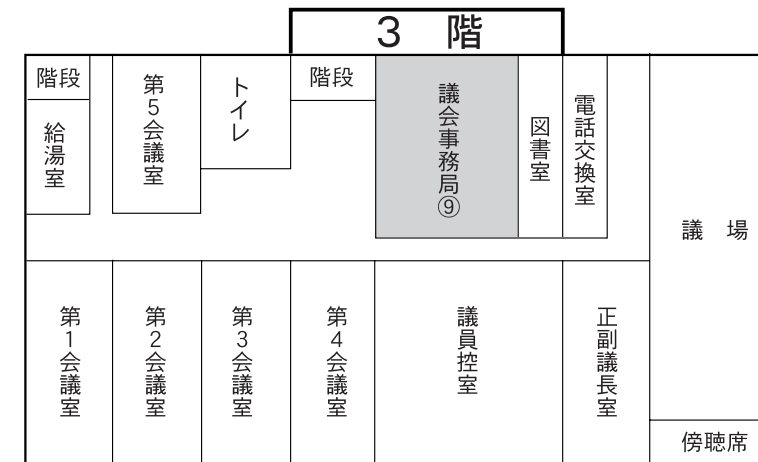 3 階
階段
給湯室
第5会議室
トイレ
階段
議会事務局⑨
図書室
電話交換室
議 場
第1会議室
第2会議室
第3会議室
第4会議室
議員控室
正副議長室
傍聴席